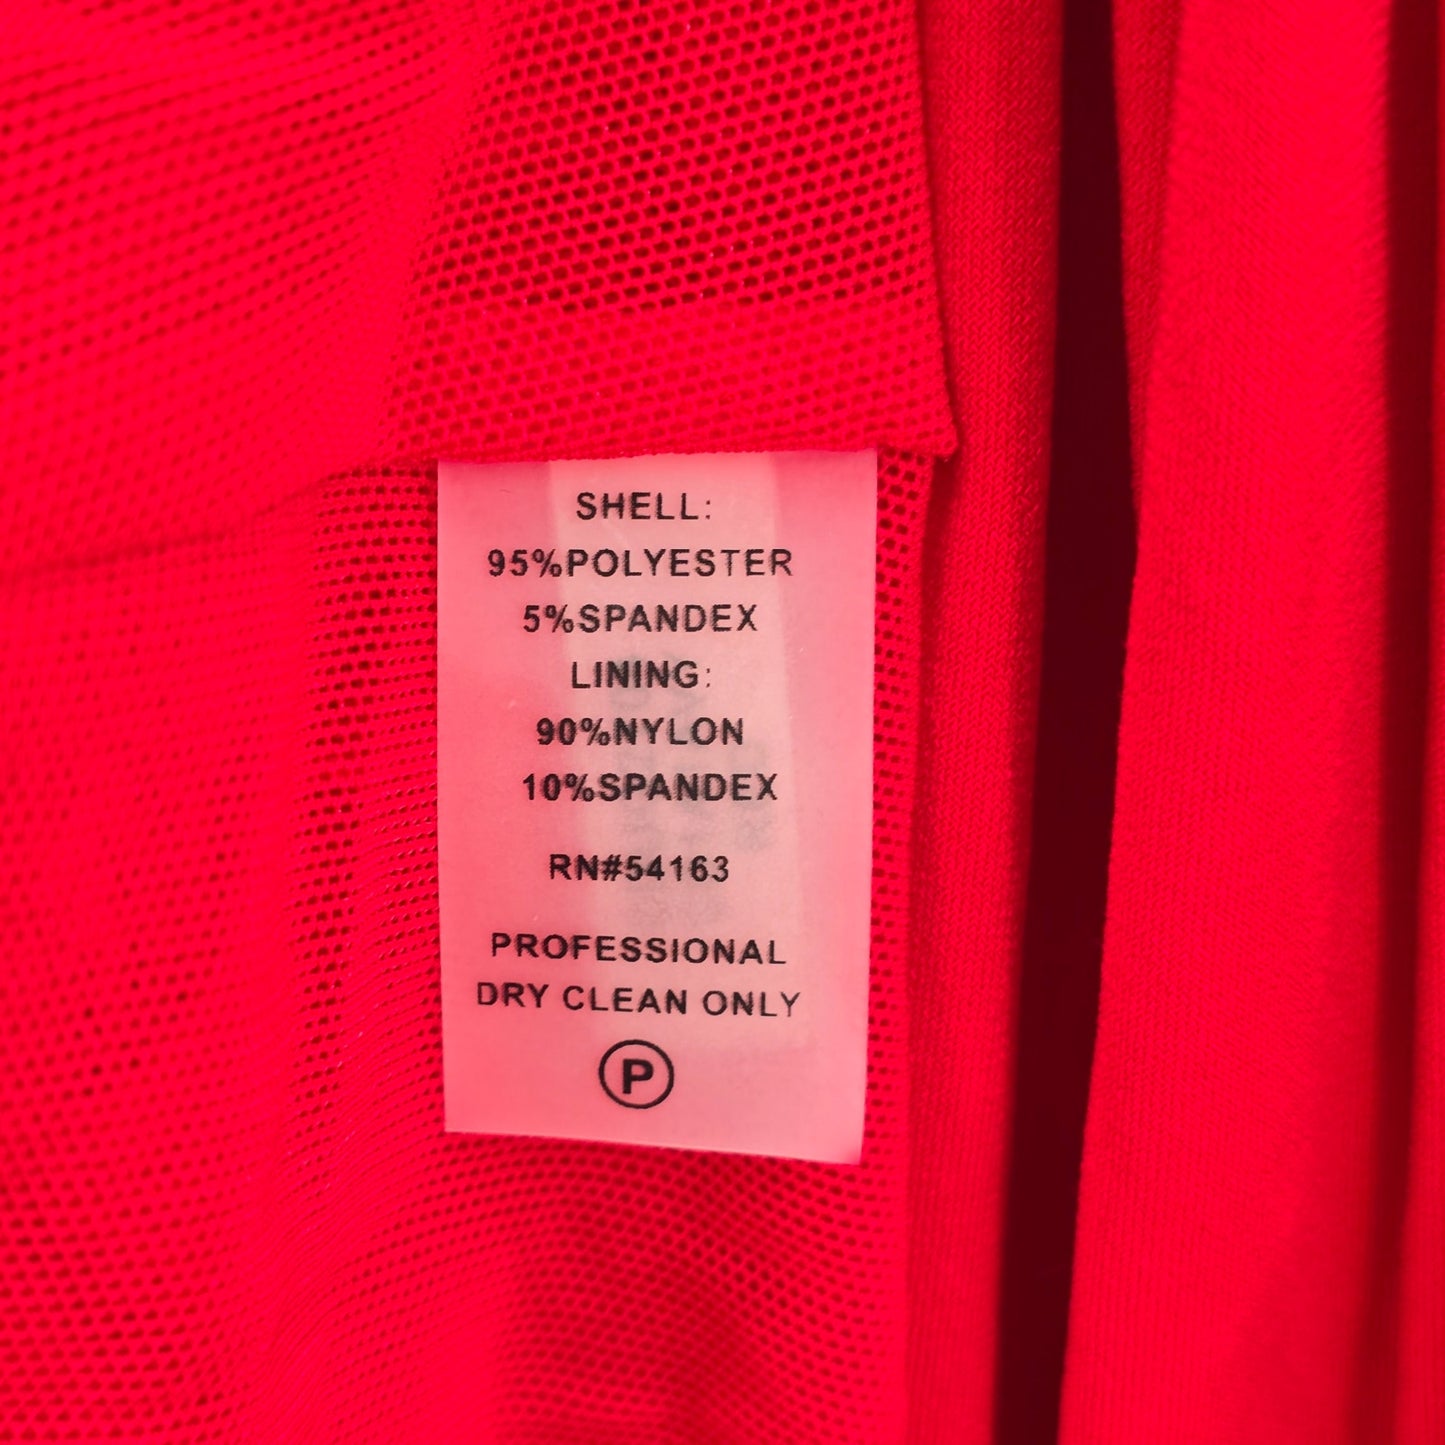 SHELL:
95%POLYESTER
5%SPANDEX
LINING:
90%NYLON
10%SPANDEX
RN#54163
PROFESSIONAL
DRY CLEAN ONLY
P